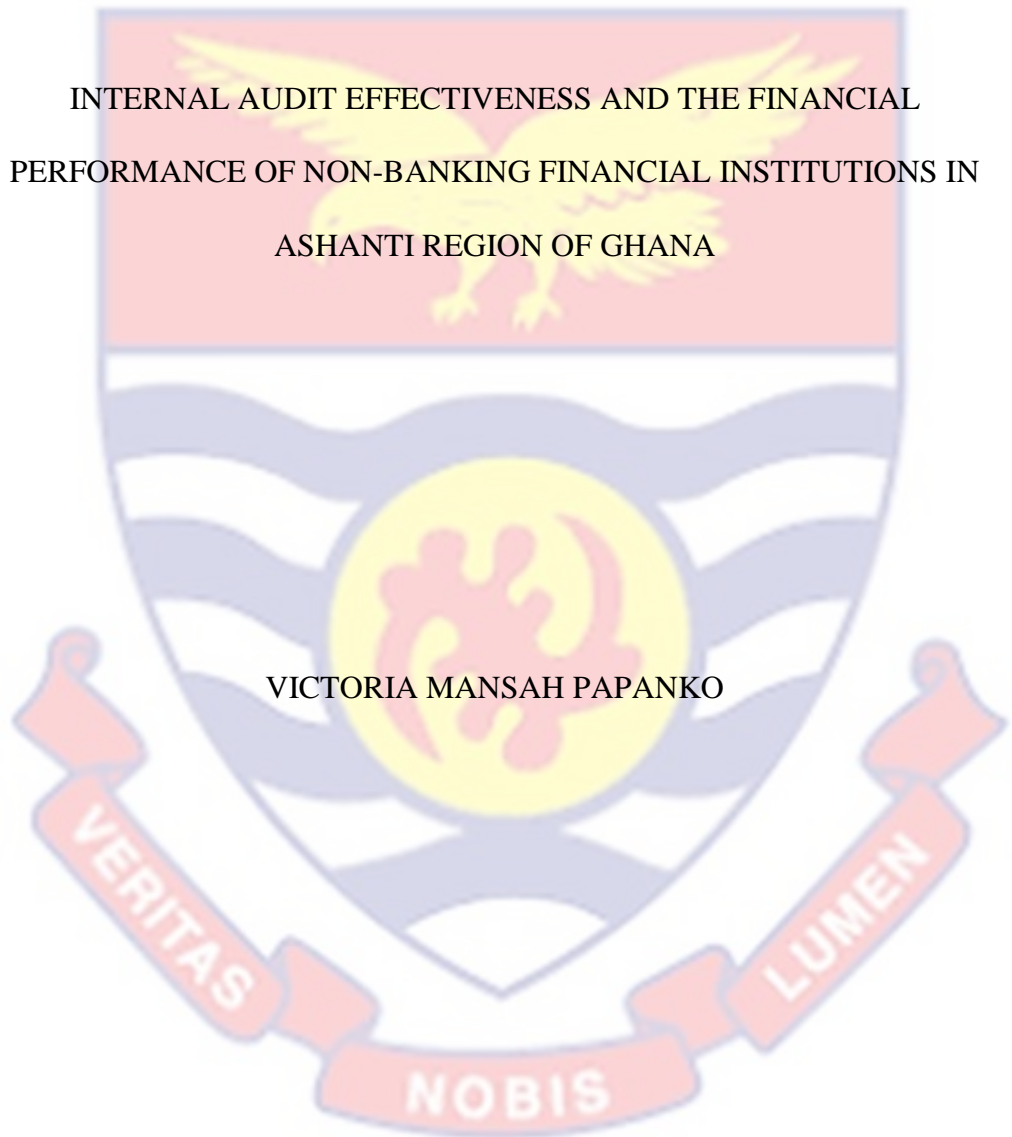 INTERNAL AUDIT EFFECTIVENESS AND THE FINANCIAL
PERFORMANCE OF NON-BANKING FINANCIAL INSTITUTIONS IN
ASHANTI REGION OF GHANA
VICTORIA MANSAH PAPANKO
VERITAS
NOBIS
LUMEN